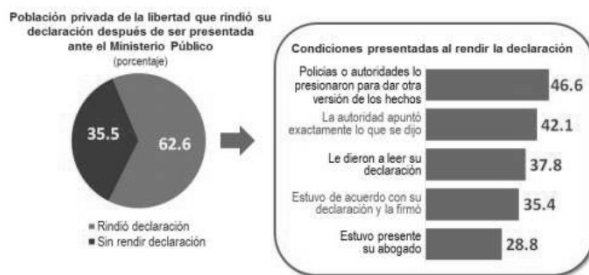 Población privada de la libertad que rindió su
declaración después de ser presentada
ante el Ministerio Público
(porcentaje)
35.5
62.6
Rindió declaración
Sin rendir declaración
Condiciones presentadas al rendir la declaración
Policias o autoridades lo
presionaron para dar otra
versión de los hechos
46.6
La autoridad apuntó
exactamente lo que se dijo
42.1
Le dieron a leer su
declaración
37.8
Estuvo de acuerdo con su
declaración y la firmó
35.4
Estuvo presente
su abogado
28.8